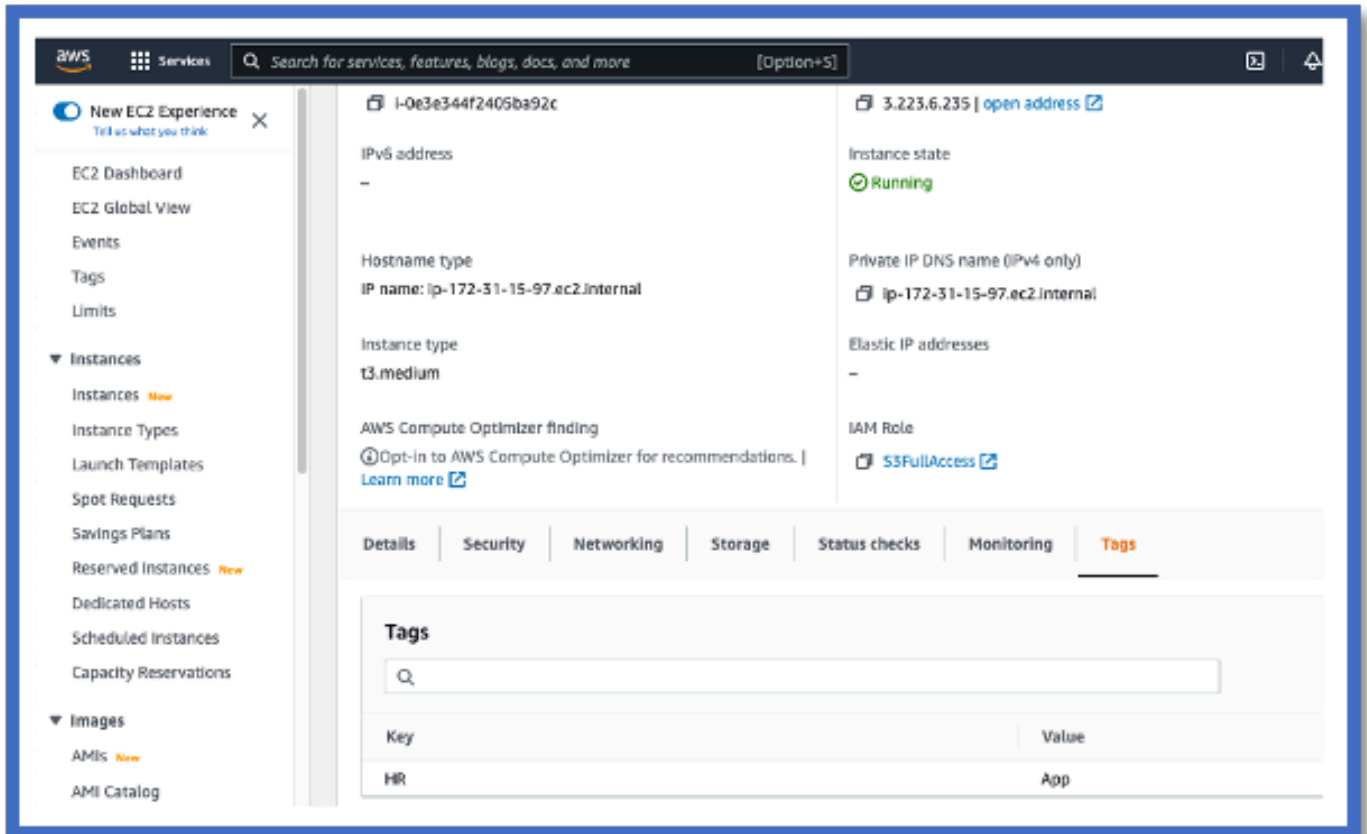 aws
Services
Search for services, features, blogs, docs, and more
[Option+S]
New EC2 Experience
Tell us what you think
EC2 Dashboard
EC2 Global View
Events
Tags
Limits
Instances
Instances New
Instance Types
Launch Templates
Spot Requests
Savings Plans
Reserved Instances New
Dedicated Hosts
Scheduled Instances
Capacity Reservations
Images
AMIs New
AMI Catalog
i-0e3e344f2405ba92c
3.223.6.235 | open address
IPv6 address
–
Instance state
Running
Hostname type
IP name: ip-172-31-15-97.ec2.internal
Private IP DNS name (IPv4 only)
ip-172-31-15-97.ec2.internal
Instance type
t3.medium
Elastic IP addresses
–
AWS Compute Optimizer finding
Opt-in to AWS Compute Optimizer for recommendations. |
Learn more
IAM Role
S3FullAccess
Details
Security
Networking
Storage
Status checks
Monitoring
Tags
Tags
Key
Value
HR
App